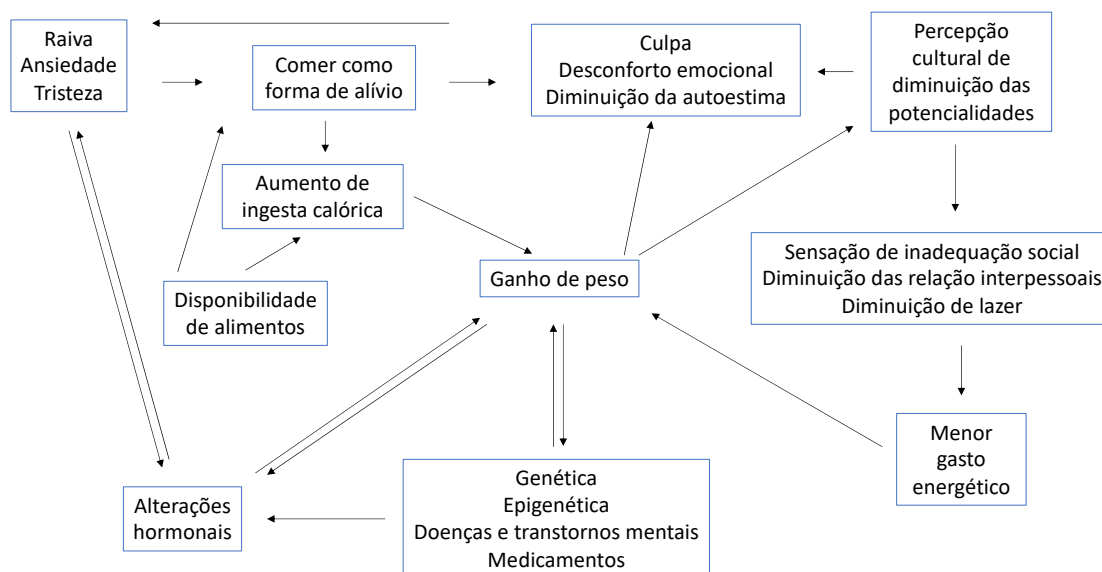 Raiva
Ansiedade
Tristeza
Comer como
forma de alívio
Culpa
Desconforto emocional
Diminuição da autoestima
Percepção
cultural de
diminuição das
potencialidades
Aumento de
ingesta calórica
Disponibilidade
de alimentos
Ganho de peso
Sensação de inadequação social
Diminuição das relação interpessoais
Diminuição de lazer
Menor
gasto
energético
Alterações
hormonais
Genética
Epigenética
Doenças e transtornos mentais
Medicamentos